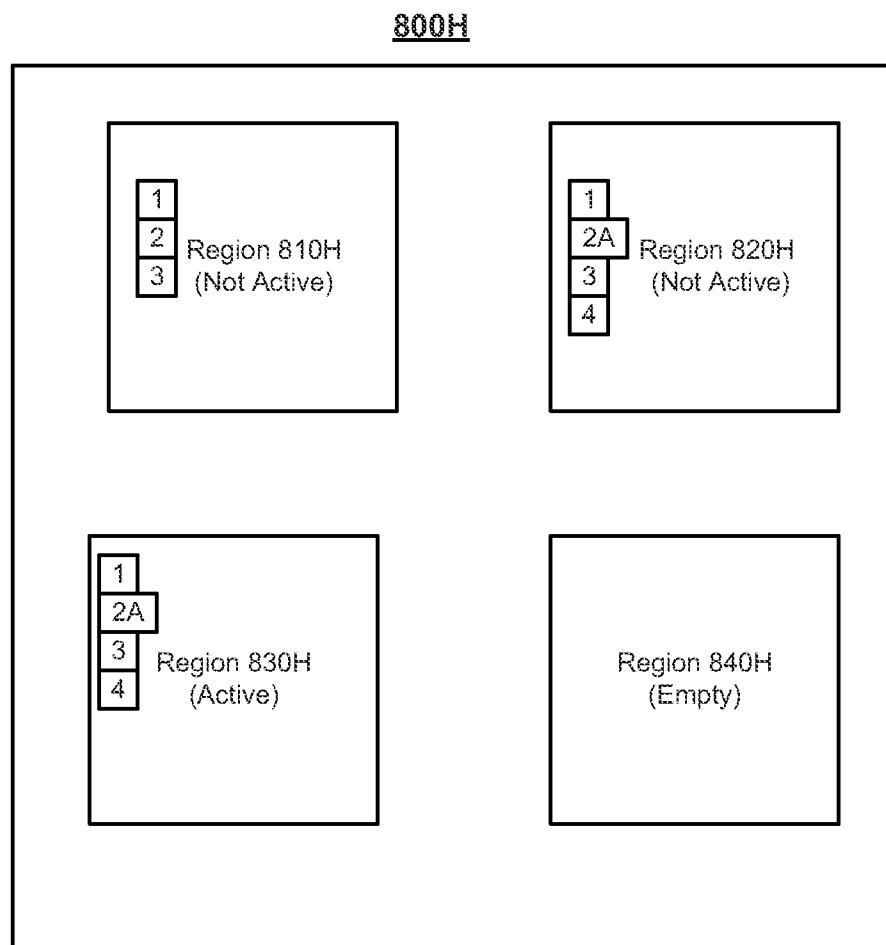 800H
1
2
3
Region 810H
(Not Active)
1
2A
3
4
Region 820H
(Not Active)
1
2A
3
4
Region 830H
(Active)
Region 840H
(Empty)